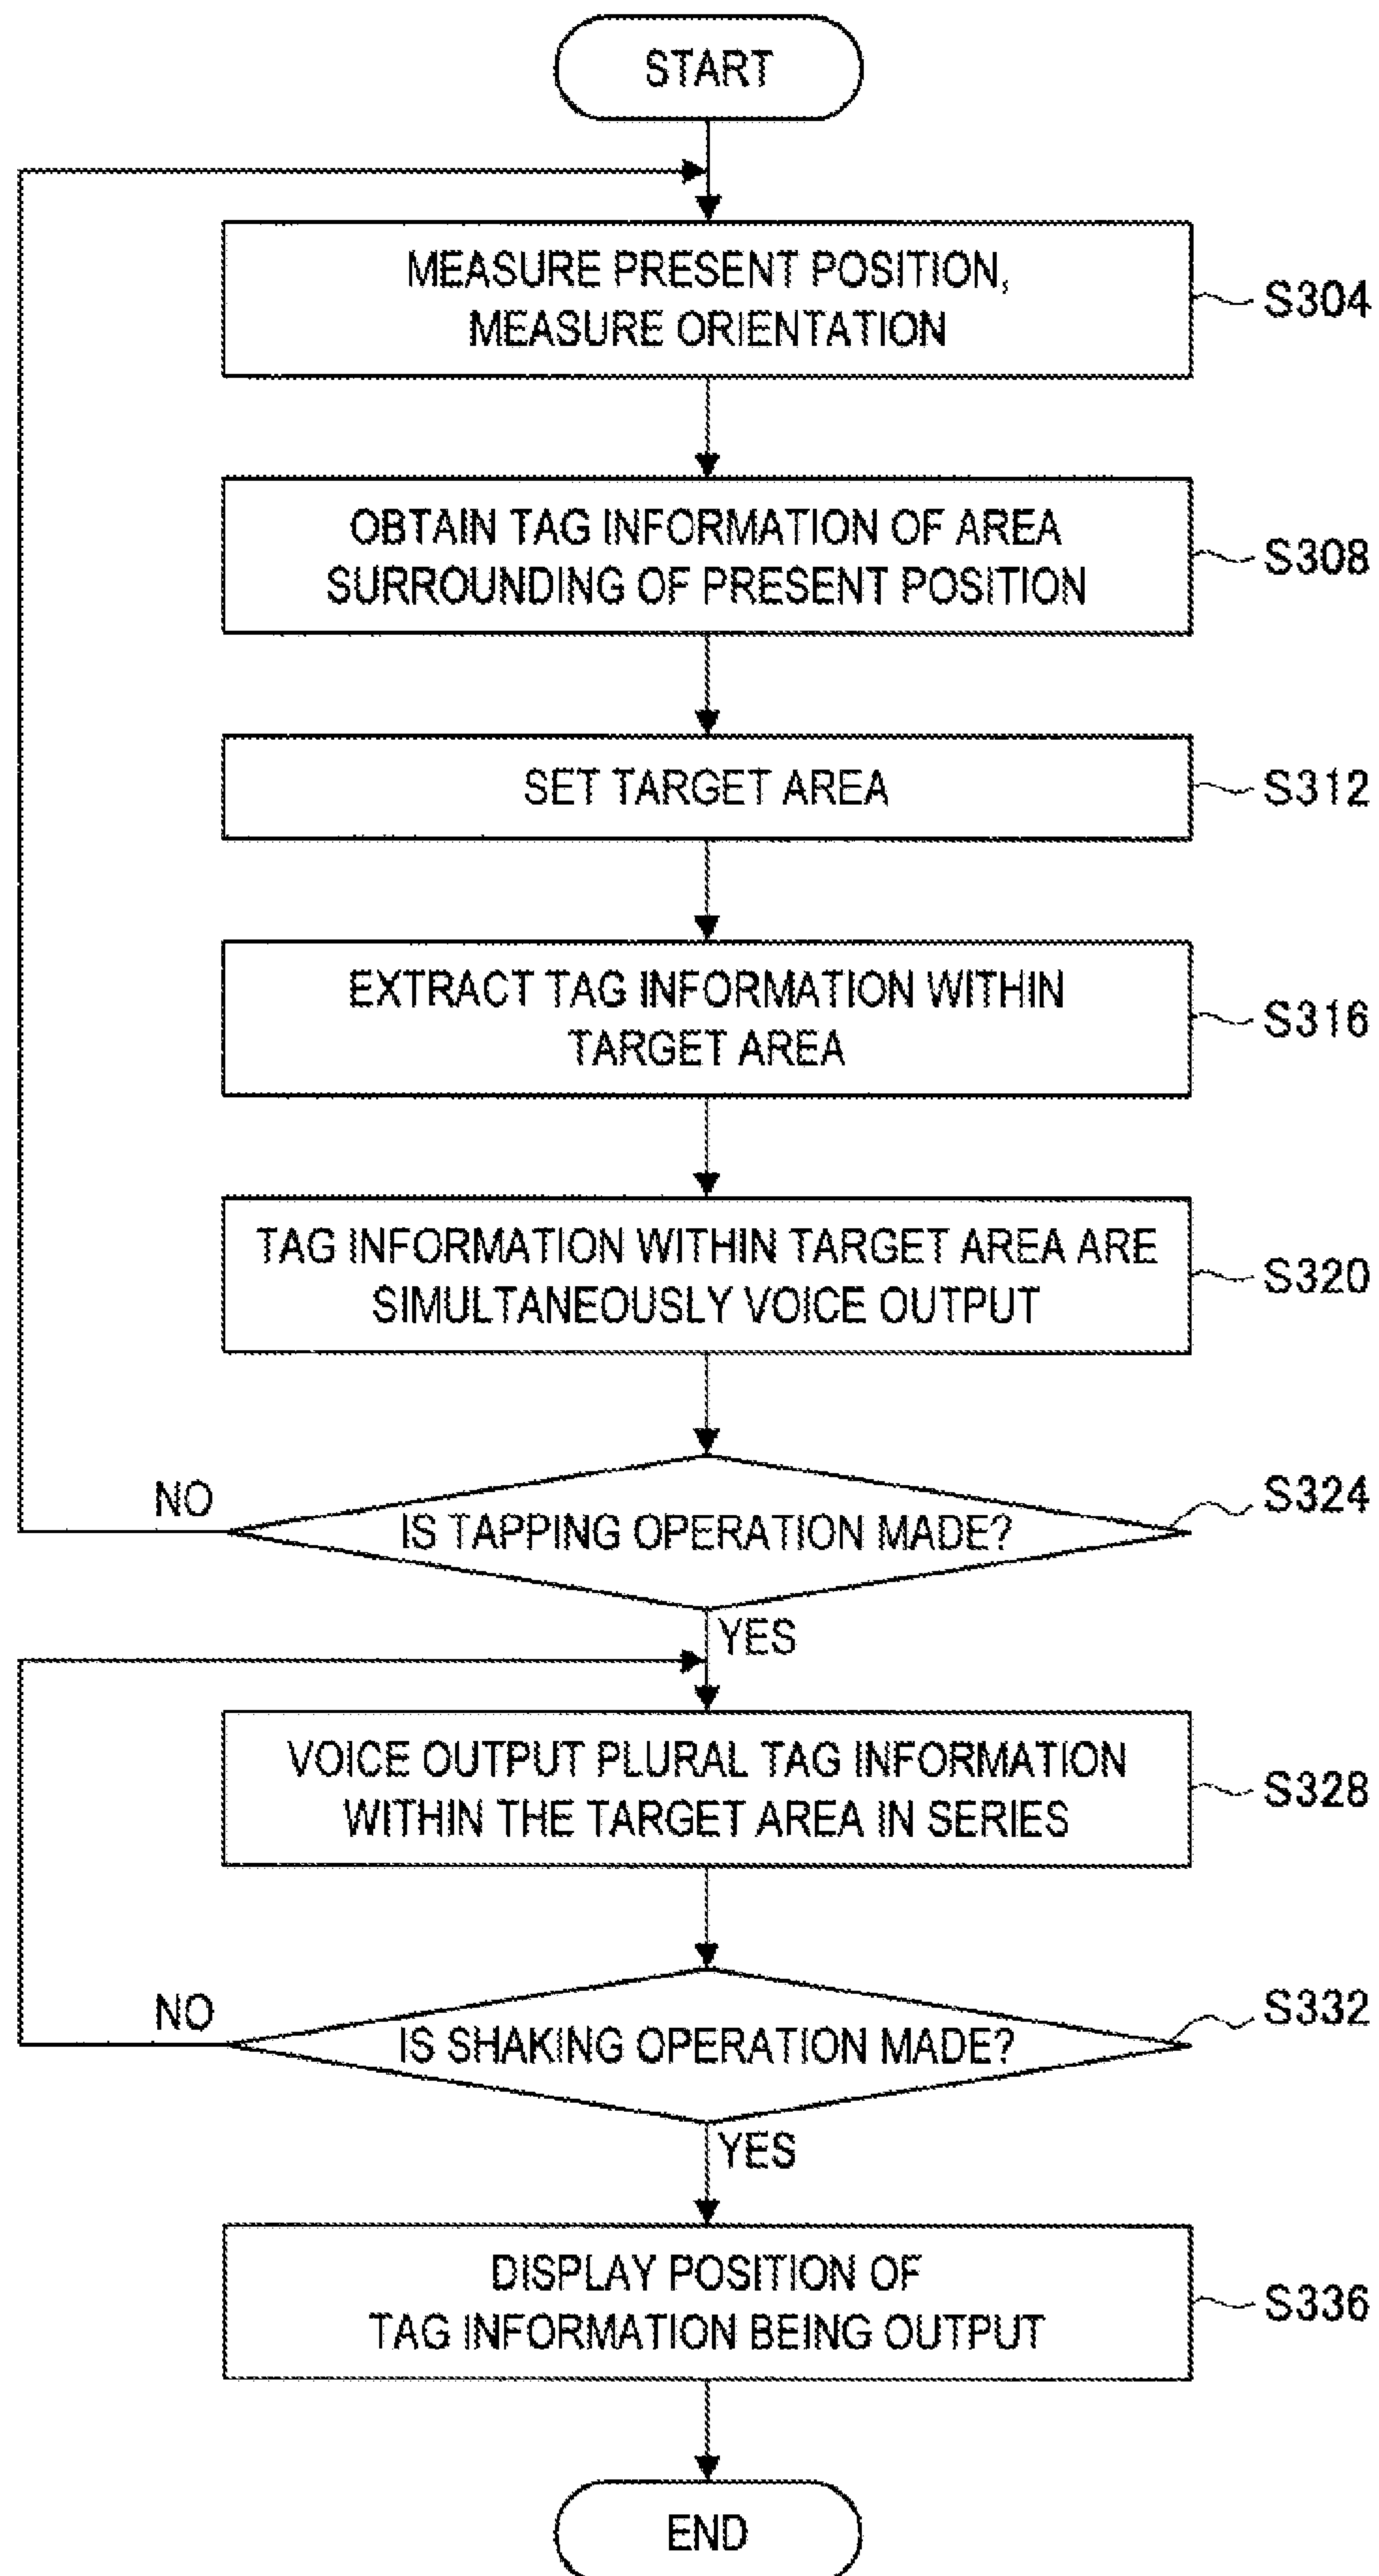 START
MEASURE PRESENT POSITION,
MEASURE ORIENTATION
S304
OBTAIN TAG INFORMATION OF AREA
SURROUNDING OF PRESENT POSITION
S308
SET TARGET AREA
S312
EXTRACT TAG INFORMATION WITHIN
TARGET AREA
S316
TAG INFORMATION WITHIN TARGET AREA ARE
SIMULTANEOUSLY VOICE OUTPUT
S320
IS TAPPING OPERATION MADE?
S324
NO
YES
VOICE OUTPUT PLURAL TAG INFORMATION
WITHIN THE TARGET AREA IN SERIES
S328
IS SHAKING OPERATION MADE?
S332
NO
YES
DISPLAY POSITION OF
TAG INFORMATION BEING OUTPUT
S336
END